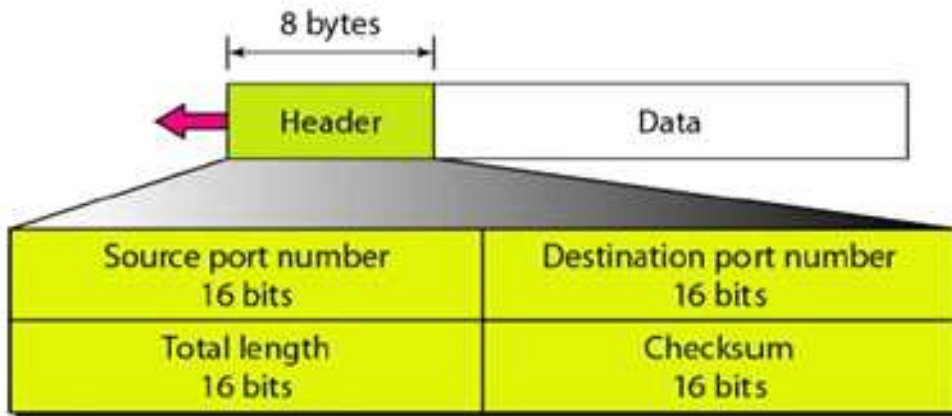 8 bytes
Header
Data
Source port number
16 bits
Destination port number
16 bits
Total length
16 bits
Checksum
16 bits